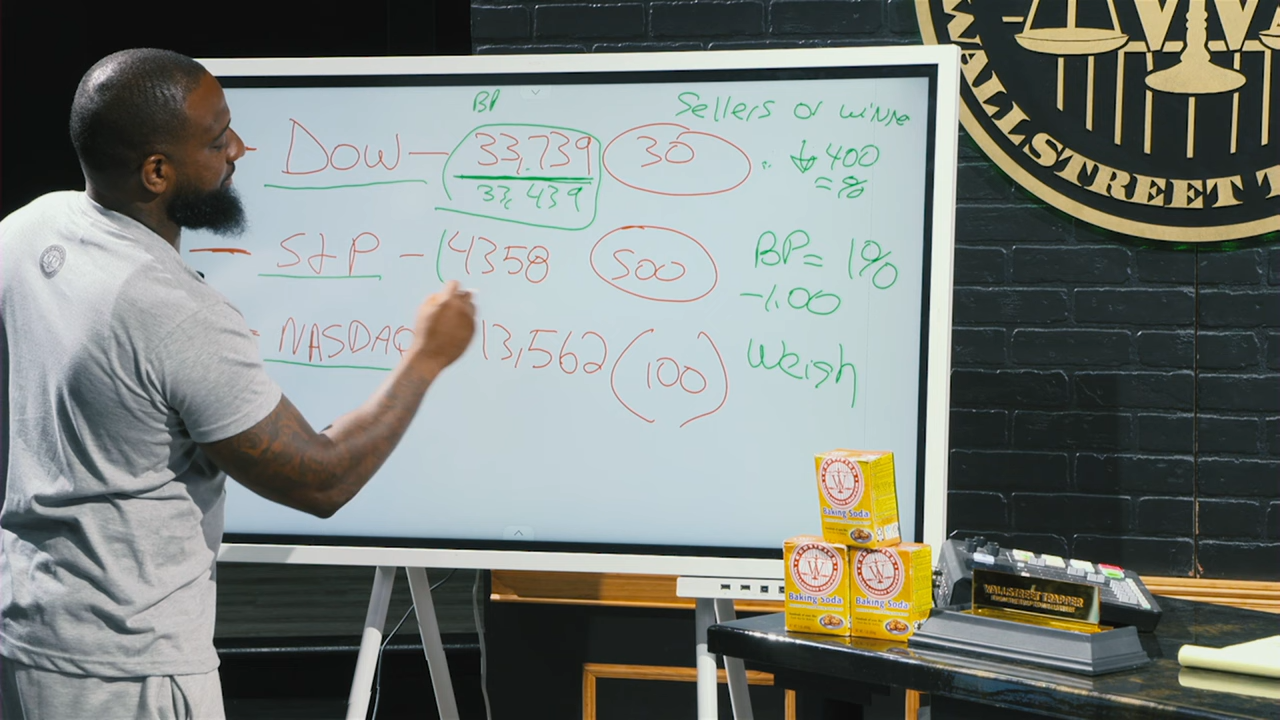 BP
Sellers or winne
- Dow - 33,739 30 ↓ 400
33,439 = %
- S&P - 4358 500 BP = 1%
-1.00
- NASDAQ 13,562 (100) Weigh
WALLSTREET T
Baking Soda
Baking Soda
Baking Soda
WALLSTREET TRAPPER